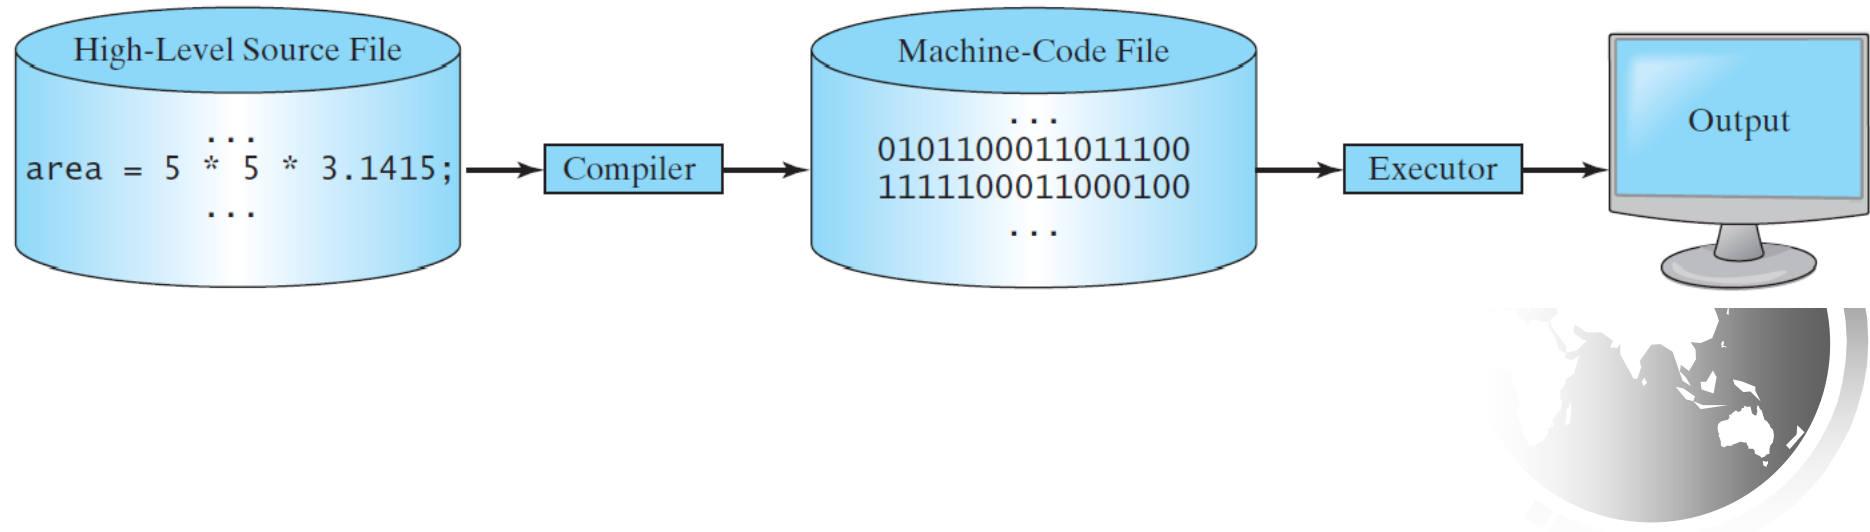 High-Level Source File
...
area = 5 * 5 * 3.1415;
...
Compiler
Machine-Code File
...
0101100011011100
1111100011000100
...
Executor
Output